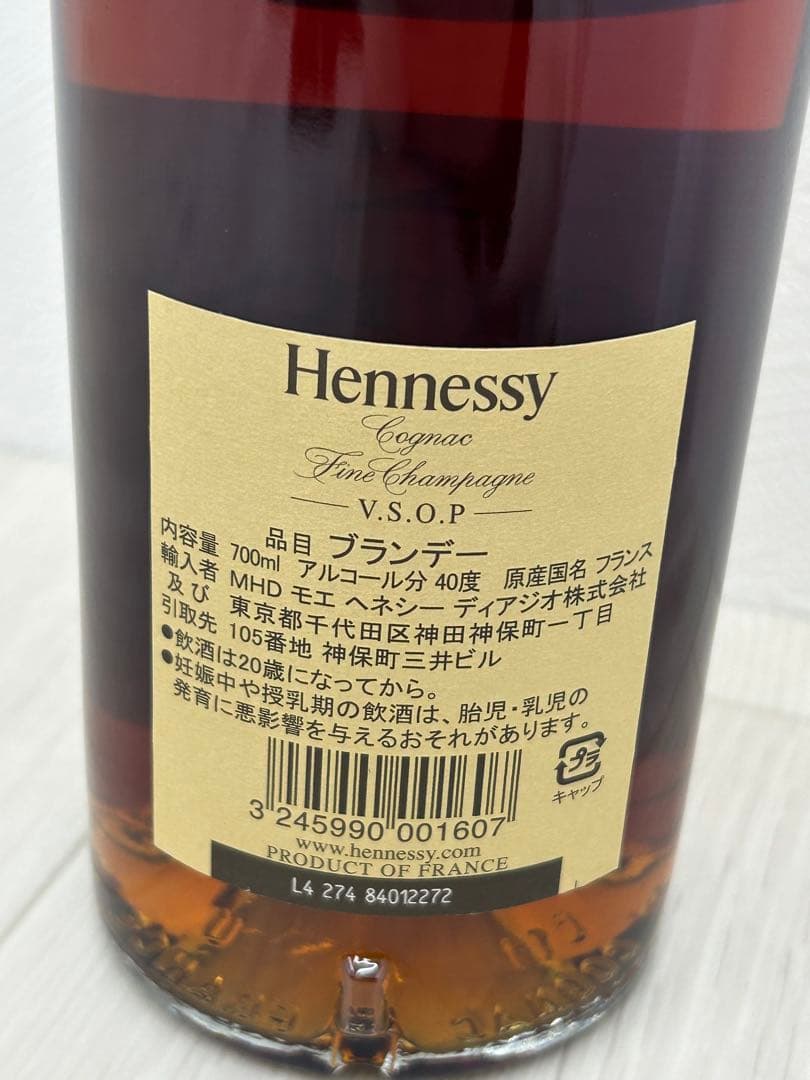 Hennessy
Cognac
Fine Champagne
V.S.O.P
品目 ブランデー
内容量 700ml アルコール分 40度 原産国名 フランス
輸入者 MHD モエ ヘネシー ディアジオ株式会社
及び 東京都千代田区神田神保町一丁目
引取先 105番地 神保町三井ビル
●飲酒は20歳になってから。
●妊娠中や授乳期の飲酒は、胎児・乳児の
発育に悪影響を与えるおそれがあります。
プラ
キャップ
3 245990 001607
www.hennessy.com
PRODUCT OF FRANCE
L4 274 84012272